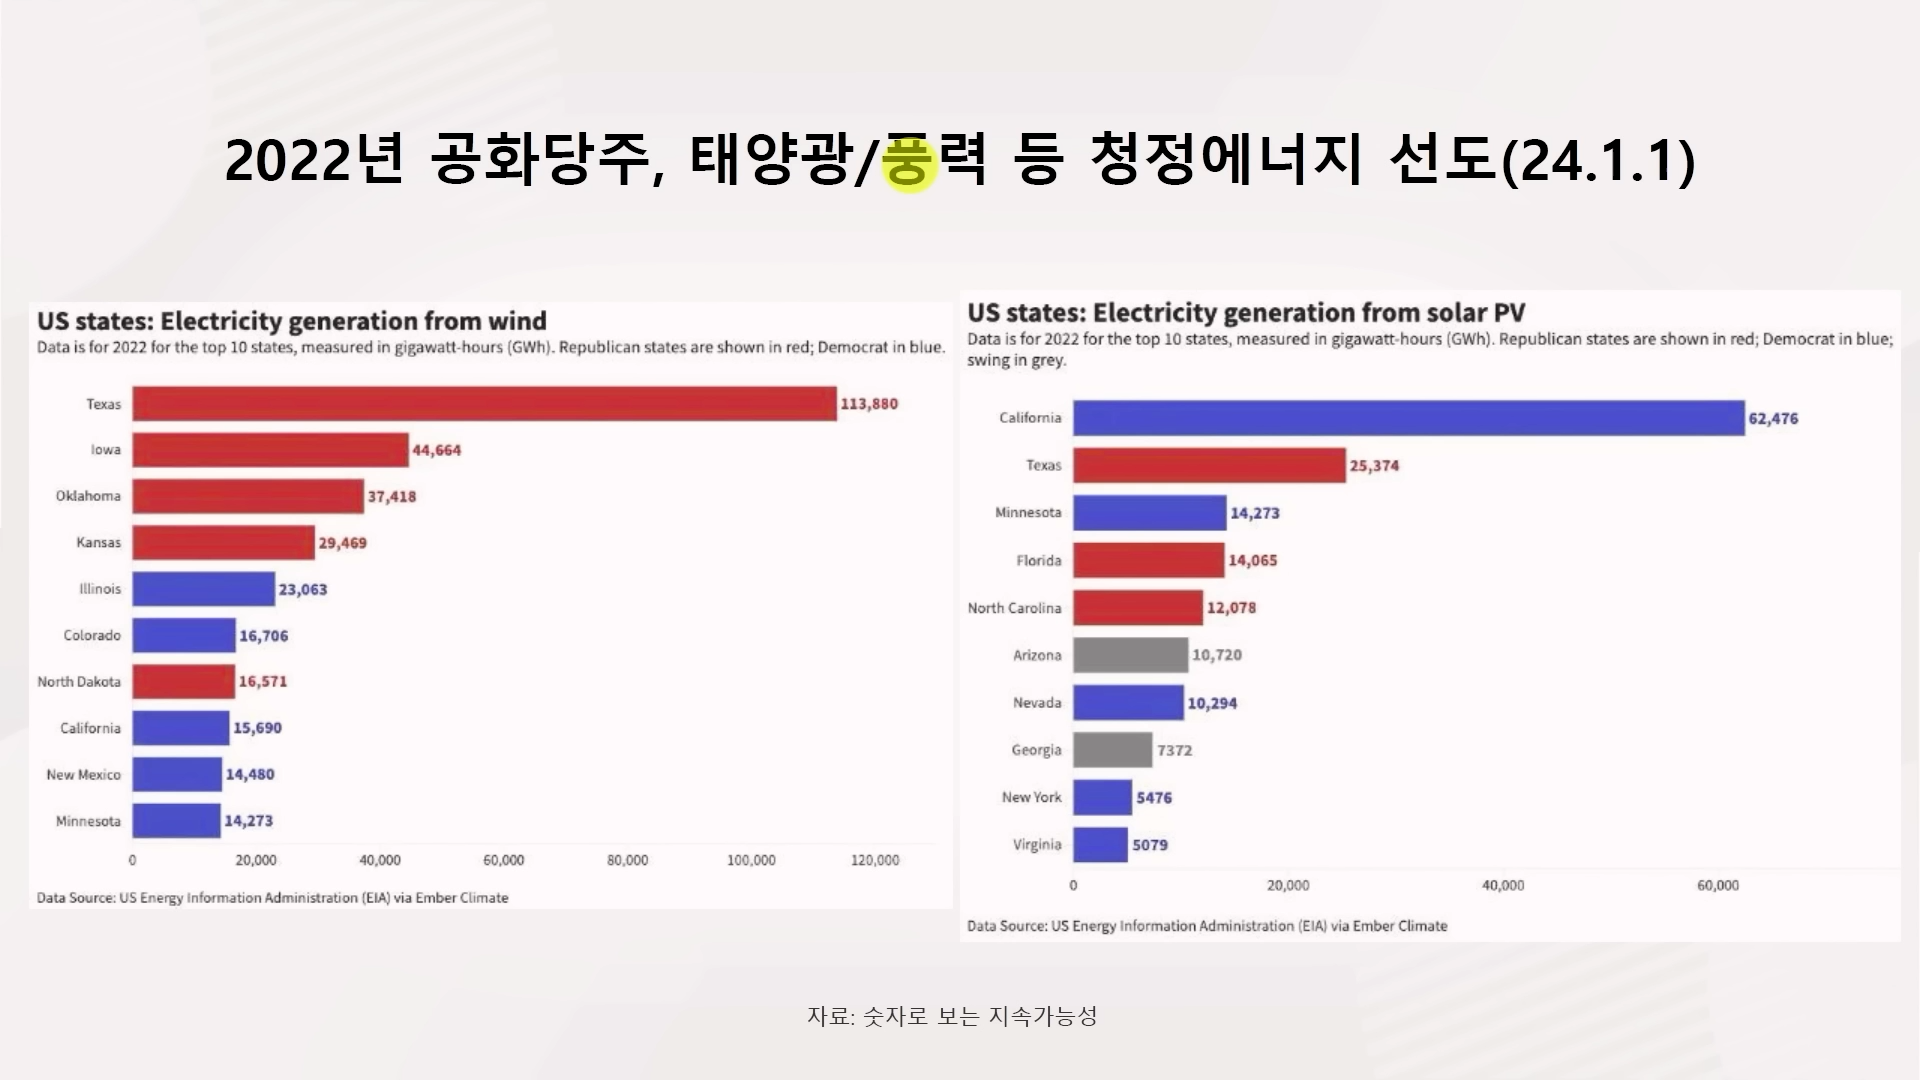 2022년 공화당주, 태양광/풍력 등 청정에너지 선도(24.1.1)
US states: Electricity generation from wind
Data is for 2022 for the top 10 states, measured in gigawatt-hours (GWh). Republican states are shown in red; Democrat in blue.
Texas 113,880
Iowa 44,664
Oklahoma 37,418
Kansas 29,469
Illinois 23,063
Colorado 16,706
North Dakota 16,571
California 15,690
New Mexico 14,480
Minnesota 14,273
0 20,000 40,000 60,000 80,000 100,000 120,000
Data Source: US Energy Information Administration (EIA) via Ember Climate
US states: Electricity generation from solar PV
Data is for 2022 for the top 10 states, measured in gigawatt-hours (GWh). Republican states are shown in red; Democrat in blue;
swing in grey.
California 62,476
Texas 25,374
Minnesota 14,273
Florida 14,065
North Carolina 12,078
Arizona 10,720
Nevada 10,294
Georgia 7372
New York 5476
Virginia 5079
0 20,000 40,000 60,000
Data Source: US Energy Information Administration (EIA) via Ember Climate
자료: 숫자로 보는 지속가능성